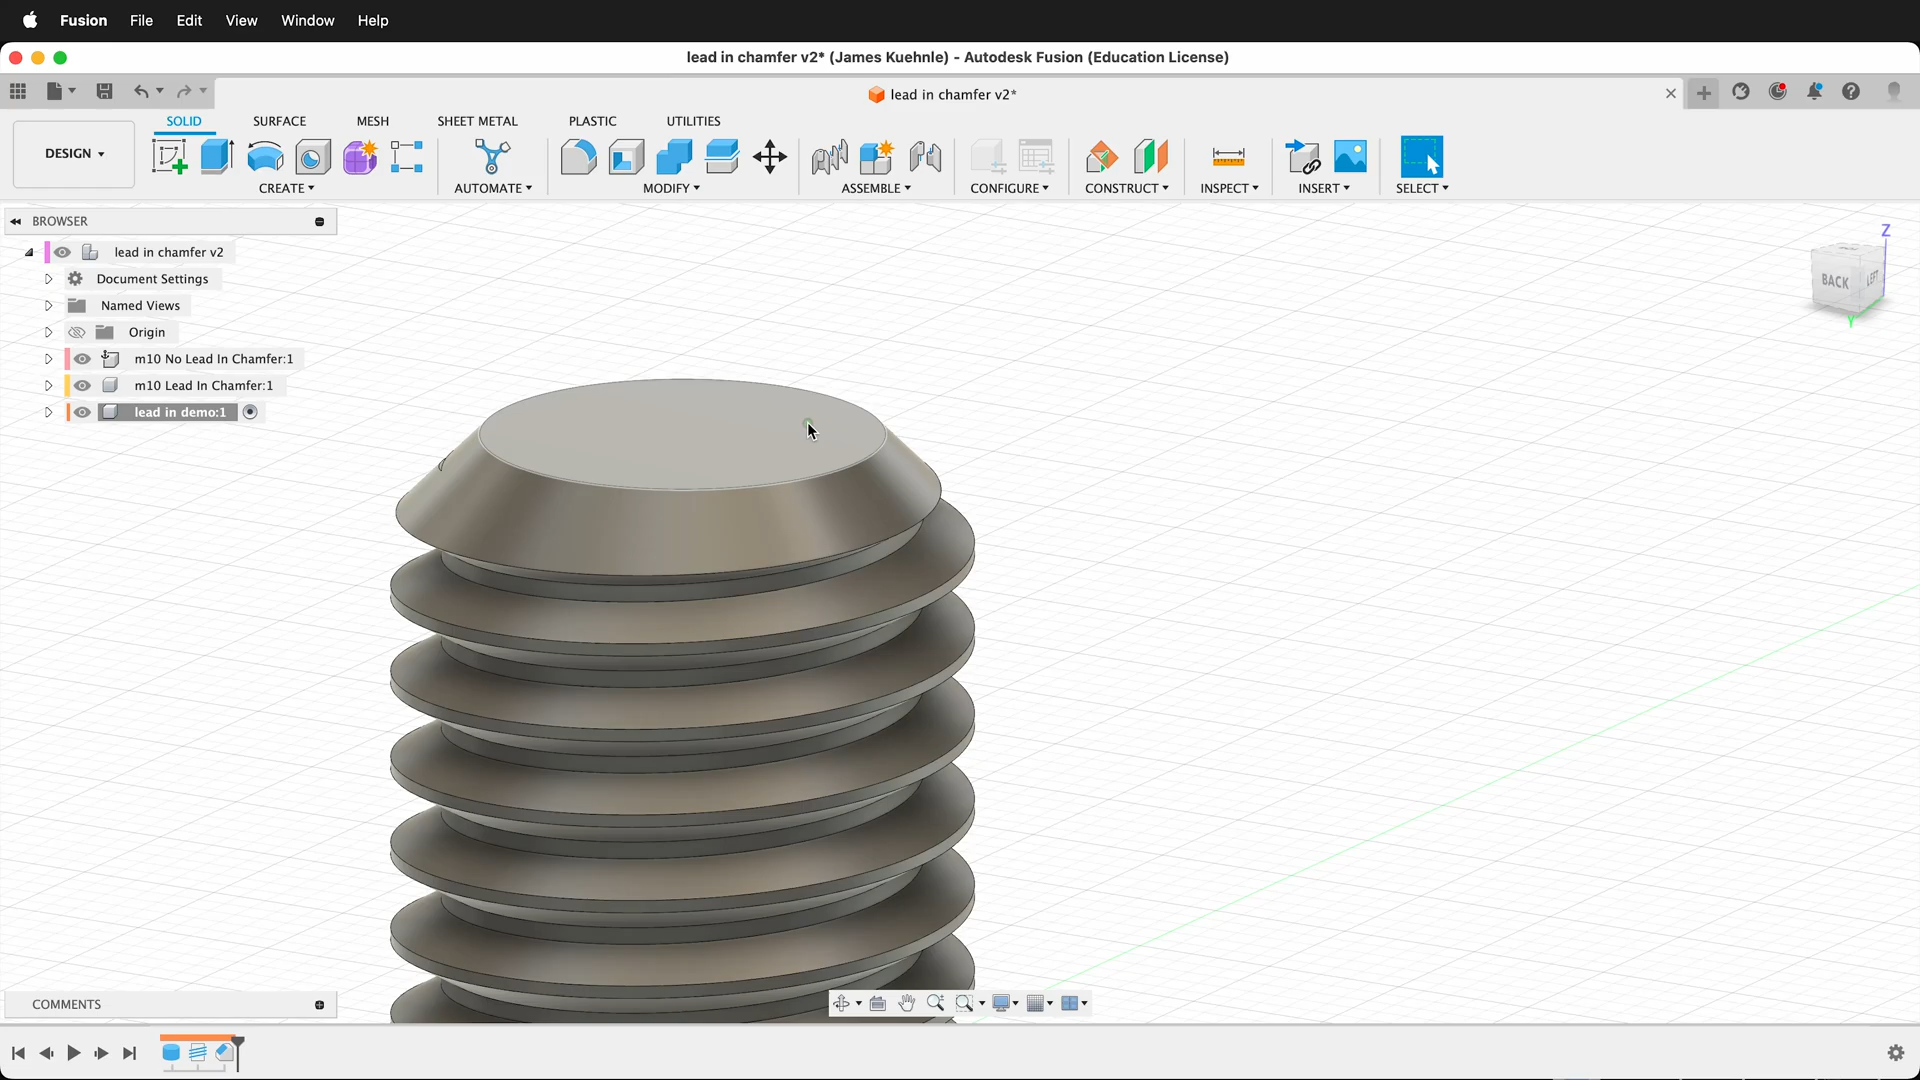 Fusion File Edit View Window Help
lead in chamfer v2* (James Kuehnle) - Autodesk Fusion (Education License)
lead in chamfer v2*
SOLID SURFACE MESH SHEET METAL PLASTIC UTILITIES
DESIGN
CREATE AUTOMATE MODIFY ASSEMBLE CONFIGURE CONSTRUCT INSPECT INSERT SELECT
BROWSER
lead in chamfer v2
Document Settings
Named Views
Origin
m10 No Lead In Chamfer:1
m10 Lead In Chamfer:1
lead in demo:1
Z
BACK LEFT
Y
COMMENTS